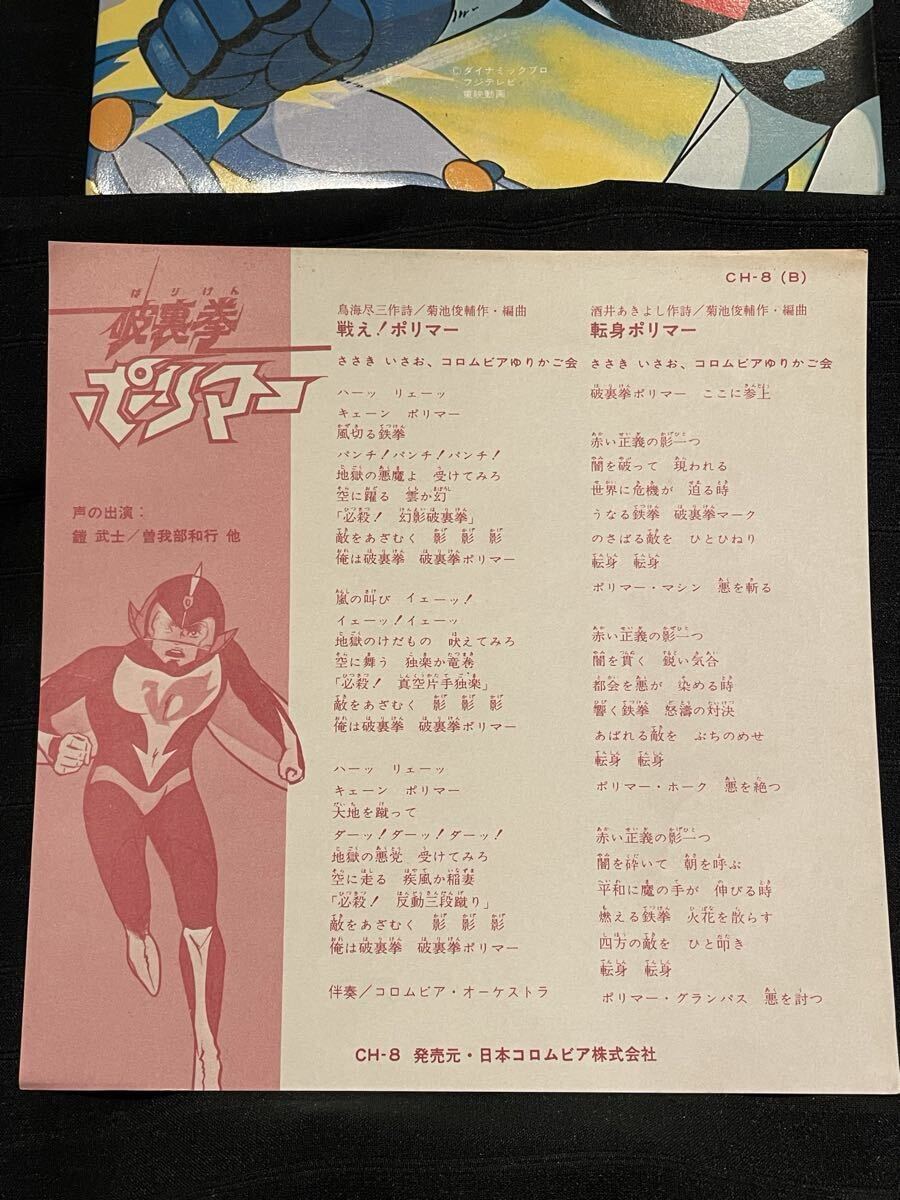 ©ダイナミックプロ
フジテレビ
東映動画
CH-8 (B)
破裏拳
ポリマー
声の出演:
鎧 武士/曽我部和行 他
鳥海尽三作詩/菊池俊輔作・編曲
戦え!ポリマー
ささき いさお、コロムビアゆりかご会
ハーッ リェーッ
キェーン ポリマー
風切る鉄拳
パンチ!パンチ!パンチ!
地獄の悪魔よ 受けてみろ
空に躍る 雲か幻
「必殺! 幻影破裏拳」
敵をあざむく 影 影 影
俺は破裏拳 破裏拳ポリマー
嵐の叫び イェーッ!
イェーッ!イェーッ
地獄のけだもの 吠えてみろ
空に舞う 独楽か竜巻
「必殺! 真空片手独楽」
敵をあざむく 影 影 影
俺は破裏拳 破裏拳ポリマー
ハーッ リェーッ
キェーン ポリマー
大地を蹴って
ダーッ!ダーッ!ダーッ!
地獄の悪党 受けてみろ
空に走る 疾風か稲妻
「必殺! 反動三段蹴り」
敵をあざむく 影 影 影
俺は破裏拳 破裏拳ポリマー
伴奏/コロムビア・オーケストラ
酒井あきよし作詩/菊池俊輔作・編曲
転身ポリマー
ささき いさお、コロムビアゆりかご会
破裏拳ポリマー ここに参上
赤い正義の影一つ
闇を破って 現われる
世界に危機が 迫る時
うなる鉄拳 破裏拳マーク
のさばる敵を ひとひねり
転身 転身
ポリマー・マシン 悪を斬る
赤い正義の影一つ
闇を貫く 鋭い気合
都会を悪が 染める時
響く鉄拳 怒濤の対決
あばれる敵を ぶちのめせ
転身 転身
ポリマー・ホーク 悪を絶つ
赤い正義の影一つ
闇を砕いて 朝を呼ぶ
平和に魔の手が 伸びる時
燃える鉄拳 火花を散らす
四方の敵を ひと叩き
転身 転身
ポリマー・グランパス 悪を討つ
CH-8 発売元・日本コロムビア株式会社